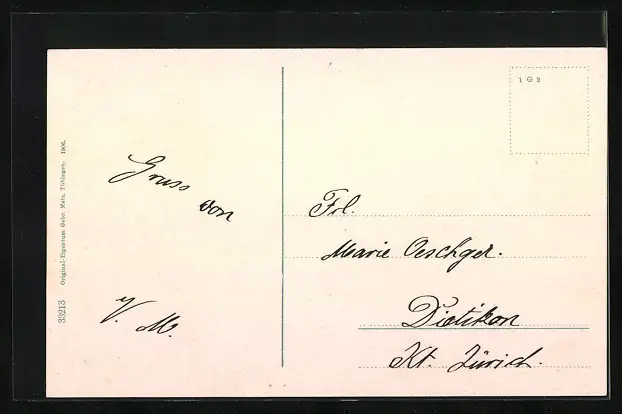 Original-Eigentum Gebr. Metz, Tübingen. 1906.
33213
Gruss
von
V. M.
1 G 2
Frl.
Marie Oeschger.
Dietikon
Kt. Zürich.